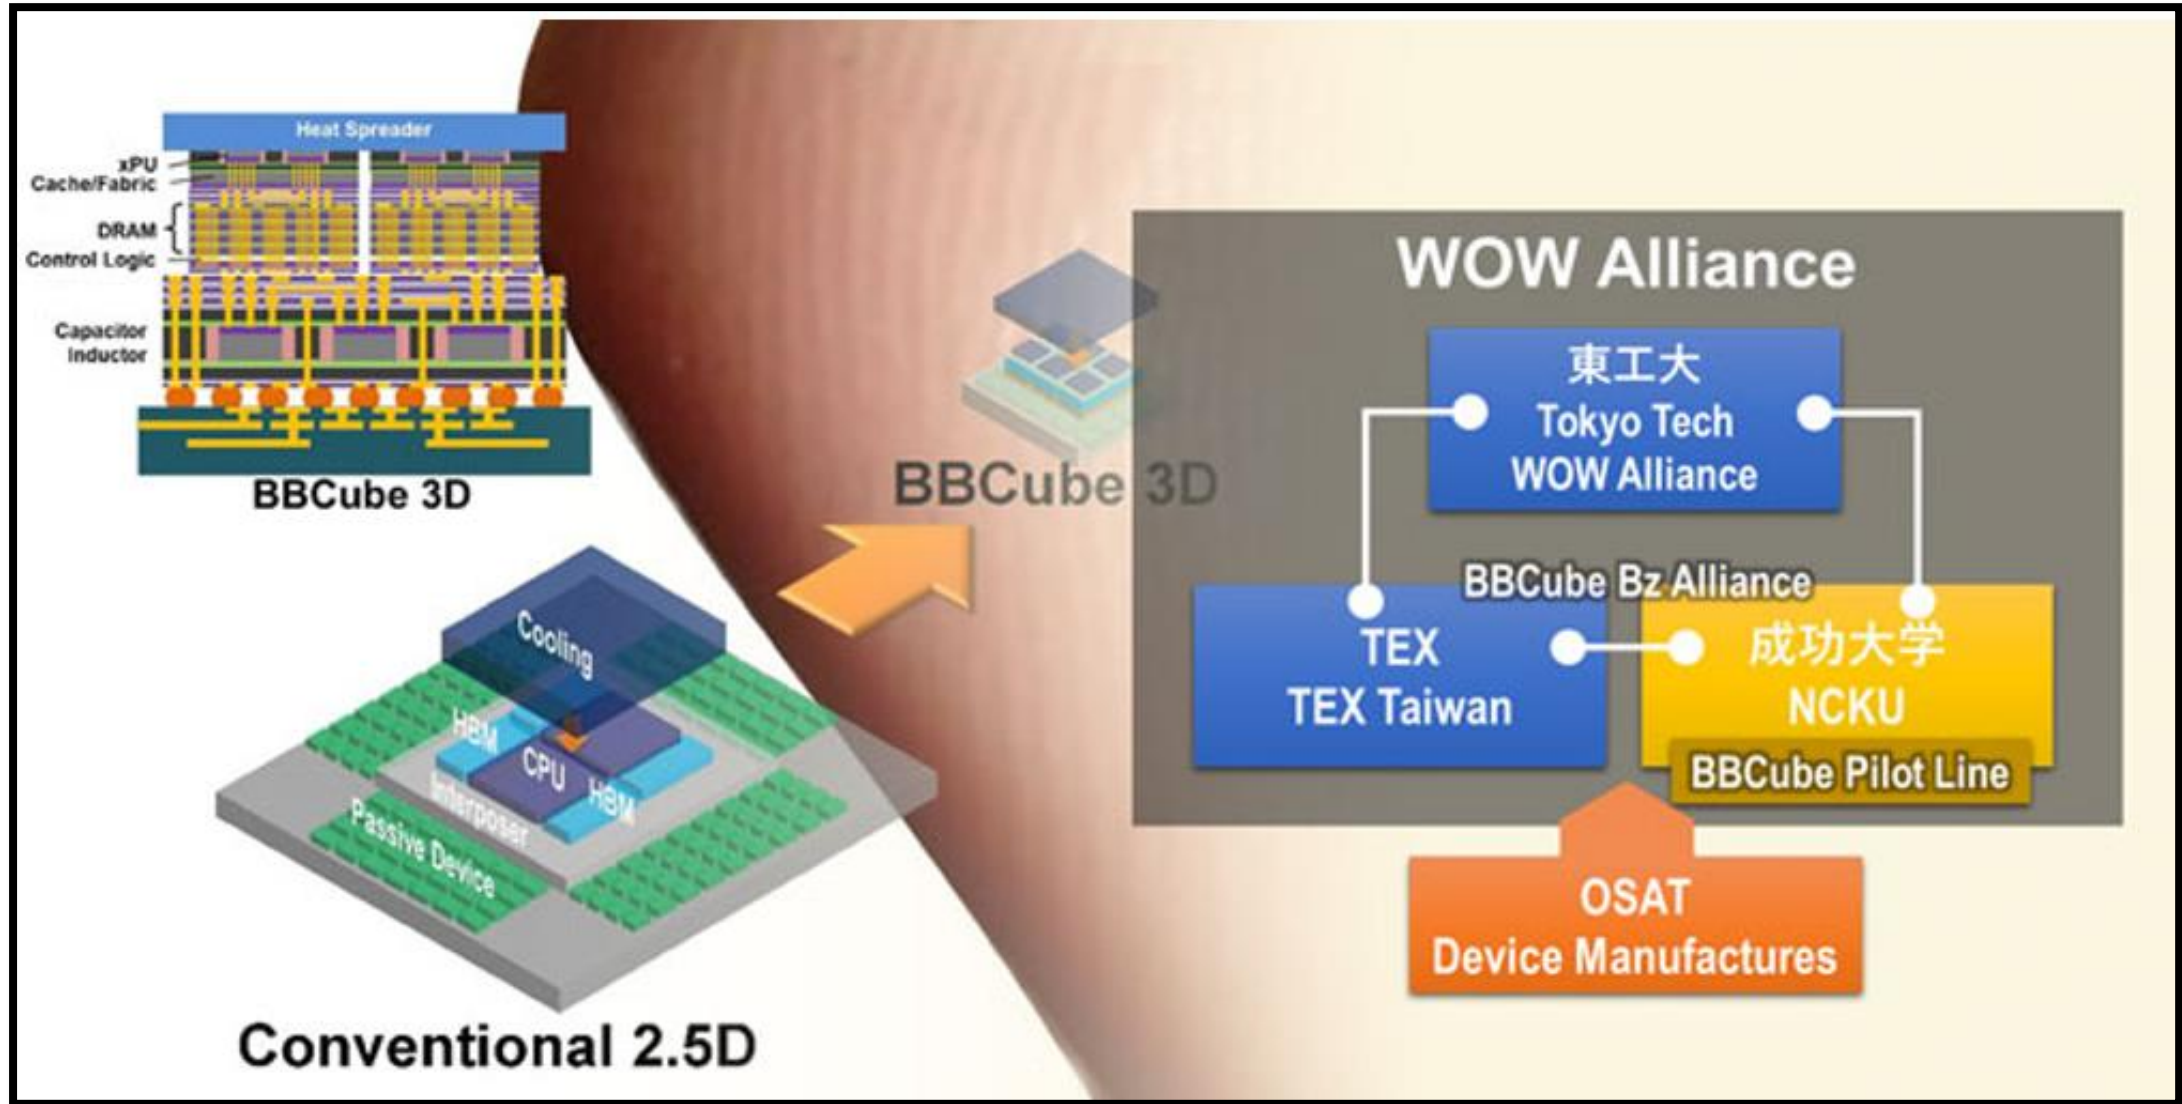 Heat Spreader
xPU
Cache/Fabric
DRAM
Control Logic
Capacitor
Inductor
BBCube 3D
Cooling
HBM
CPU
HBM
Interposer
Passive Device
Conventional 2.5D
BBCube 3D
WOW Alliance
東工大
Tokyo Tech
WOW Alliance
BBCube Bz Alliance
TEX
TEX Taiwan
成功大学
NCKU
BBCube Pilot Line
OSAT
Device Manufactures